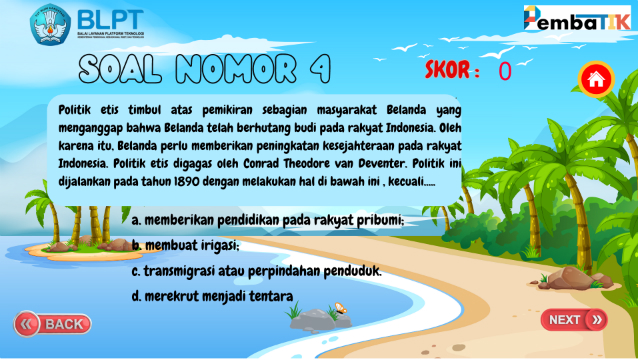 BLPT
BALAI LAYANAN PLATFORM TEKNOLOGI
PembaTIK
SOAL NOMOR 4
SKOR : 0
Politik etis timbul atas pemikiran sebagian masyarakat Belanda yang
menganggap bahwa Belanda telah berhutang budi pada rakyat Indonesia. Oleh
karena itu, Belanda perlu memberikan peningkatan kesejahteraan pada rakyat
Indonesia. Politik etis digagas oleh Conrad Theodore van Deventer. Politik ini
dijalankan pada tahun 1890 dengan melakukan hal di bawah ini , kecuali.....
a. memberikan pendidikan pada rakyat pribumi;
b. membuat irigasi;
c. transmigrasi atau perpindahan penduduk.
d. merekrut menjadi tentara
BACK
NEXT